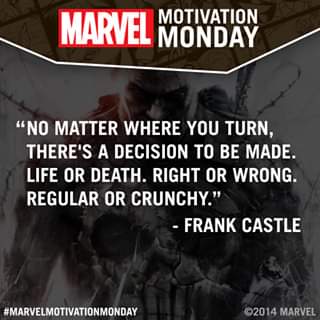 MARVEL MOTIVATION
MONDAY
“NO MATTER WHERE YOU TURN,
THERE'S A DECISION TO BE MADE.
LIFE OR DEATH. RIGHT OR WRONG.
REGULAR OR CRUNCHY.”
- FRANK CASTLE
#MARVELMOTIVATIONMONDAY
©2014 MARVEL